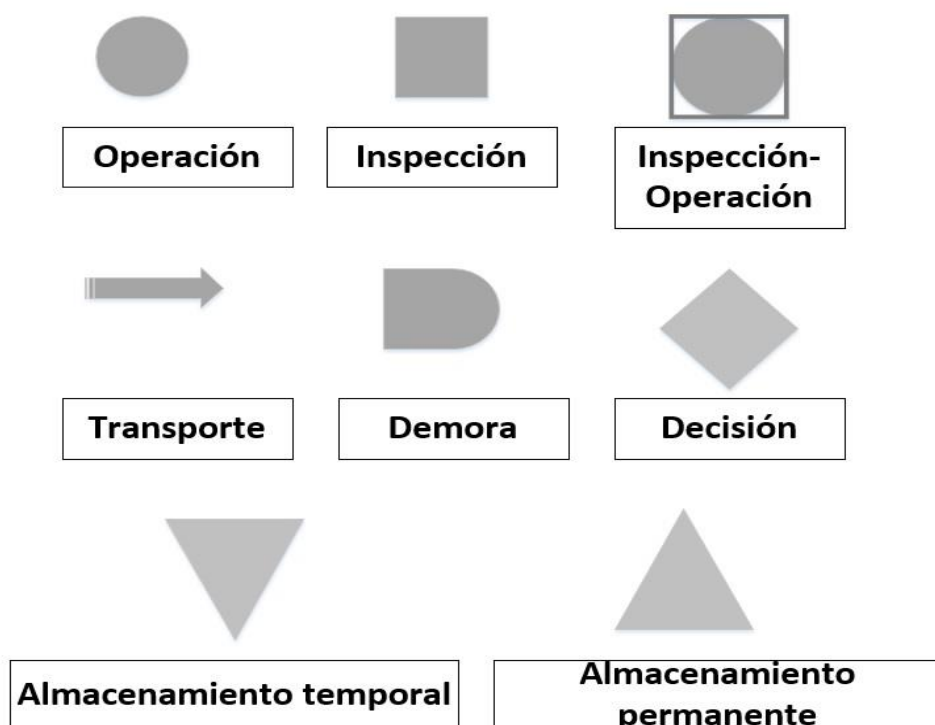 Operación
Inspección
Inspección-
Operación
Transporte
Demora
Decisión
Almacenamiento temporal
Almacenamiento
permanente